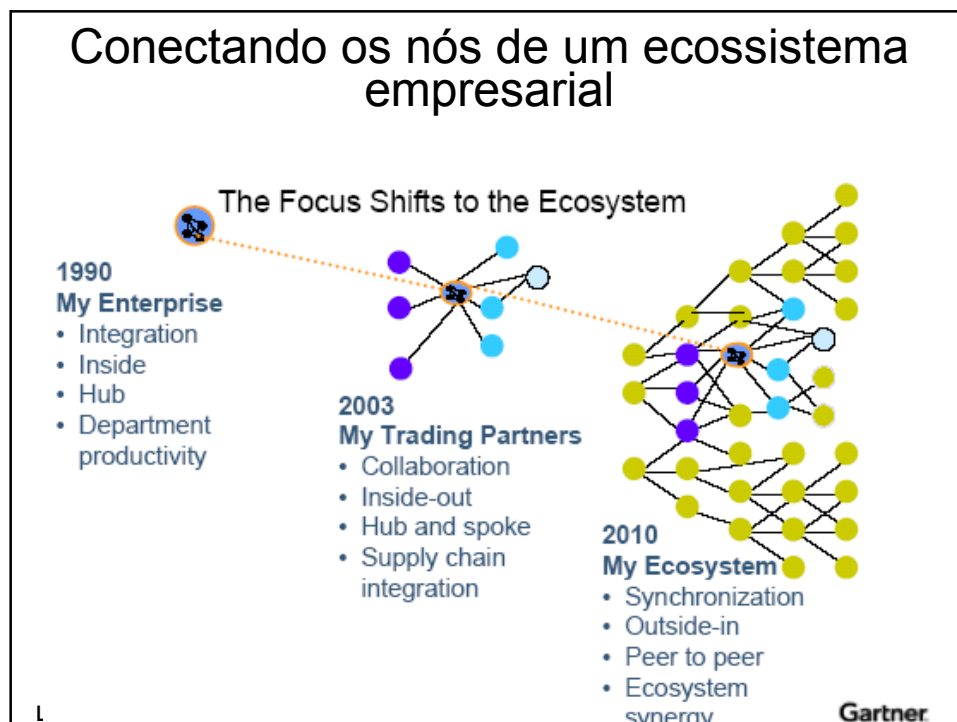 Conectando os nós de um ecossistema
empresarial
The Focus Shifts to the Ecosystem
1990
My Enterprise
• Integration
• Inside
• Hub
• Department
productivity
2003
My Trading Partners
• Collaboration
• Inside-out
• Hub and spoke
• Supply chain
integration
2010
My Ecosystem
• Synchronization
• Outside-in
• Peer to peer
• Ecosystem
synergy
Gartner